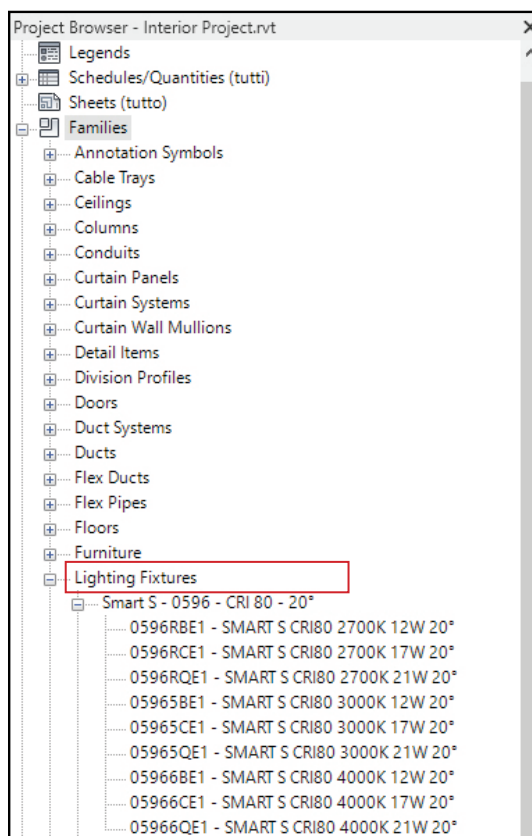 Project Browser - Interior Project.rvt
Legends
Schedules/Quantities (tutti)
Sheets (tutto)
Families
Annotation Symbols
Cable Trays
Ceilings
Columns
Conduits
Curtain Panels
Curtain Systems
Curtain Wall Mullions
Detail Items
Division Profiles
Doors
Duct Systems
Ducts
Flex Ducts
Flex Pipes
Floors
Furniture
Lighting Fixtures
Smart S - 0596 - CRI 80 - 20°
0596RBE1 - SMART S CRI80 2700K 12W 20°
0596RCE1 - SMART S CRI80 2700K 17W 20°
0596RQE1 - SMART S CRI80 2700K 21W 20°
05965BE1 - SMART S CRI80 3000K 12W 20°
05965CE1 - SMART S CRI80 3000K 17W 20°
05965QE1 - SMART S CRI80 3000K 21W 20°
05966BE1 - SMART S CRI80 4000K 12W 20°
05966CE1 - SMART S CRI80 4000K 17W 20°
05966QE1 - SMART S CRI80 4000K 21W 20°